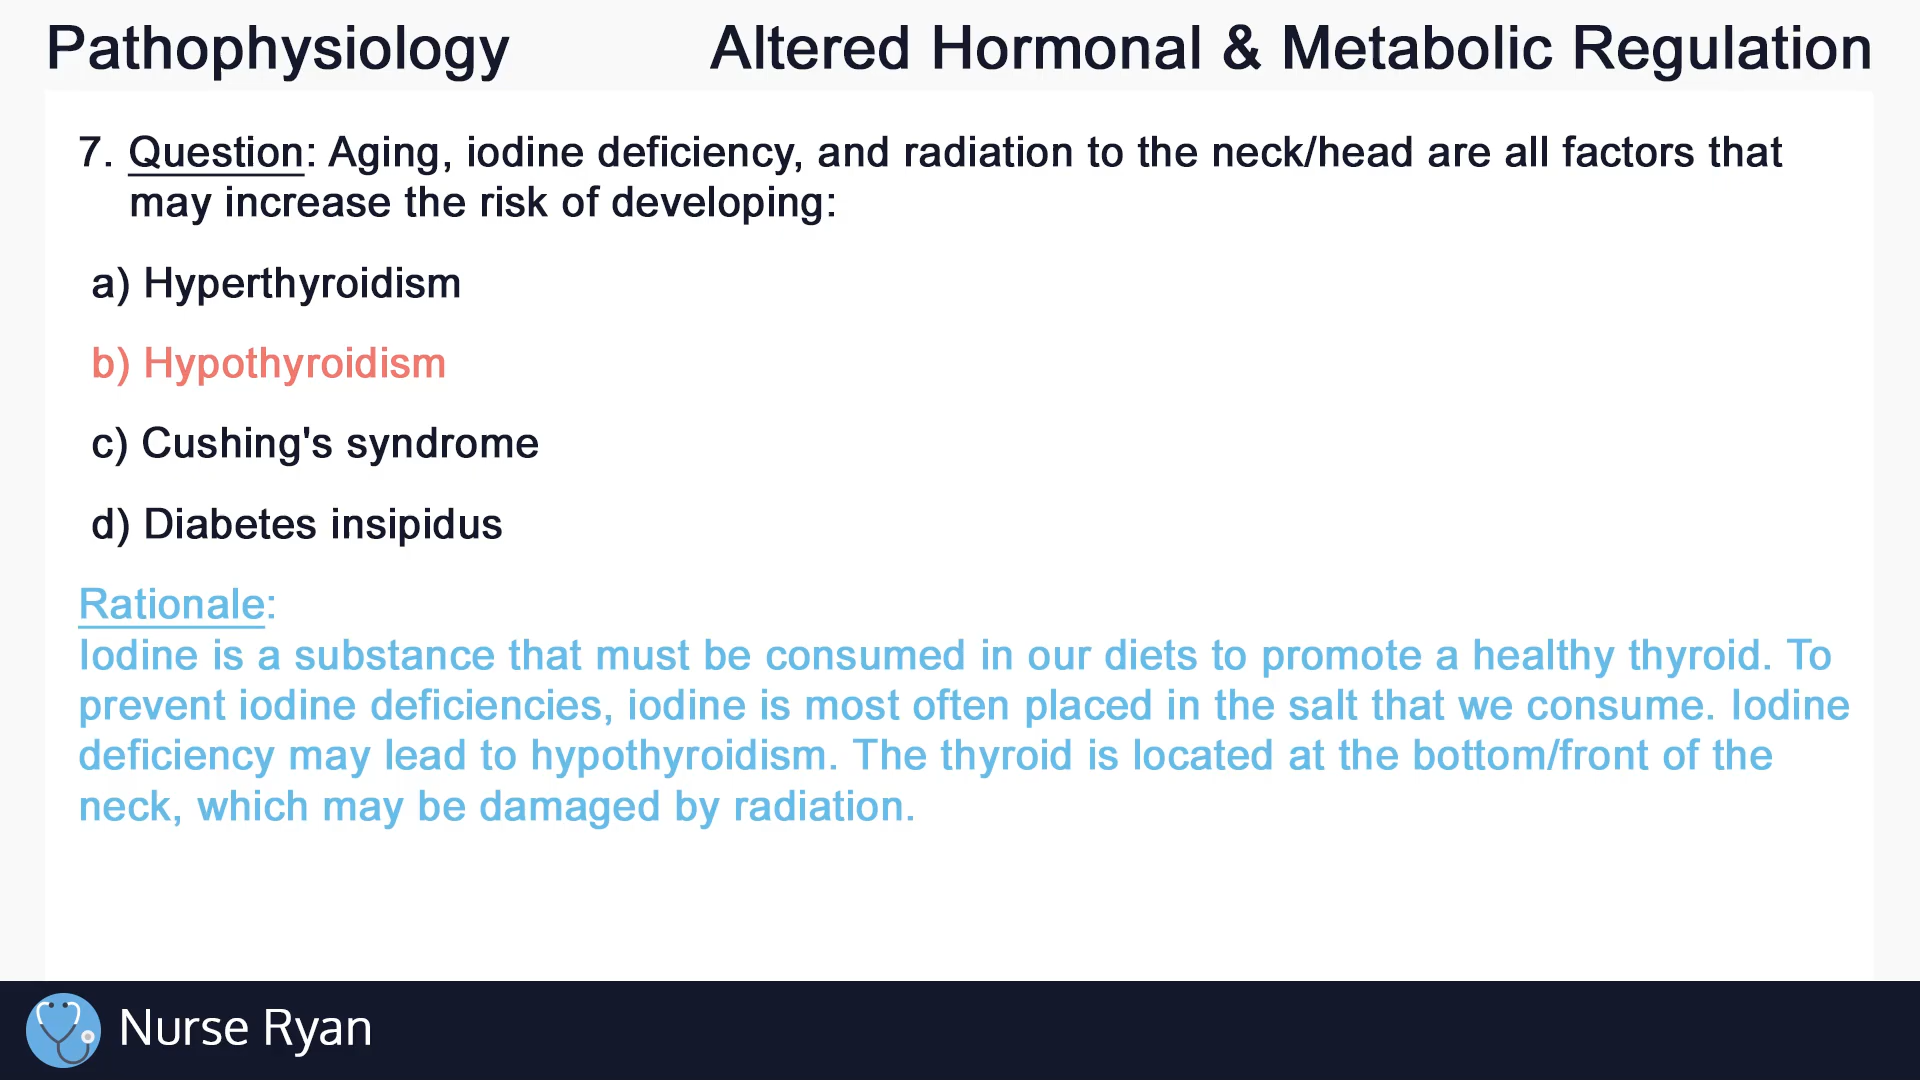 Pathophysiology
Altered Hormonal & Metabolic Regulation
7. Question: Aging, iodine deficiency, and radiation to the neck/head are all factors that
may increase the risk of developing:
a) Hyperthyroidism
b) Hypothyroidism
c) Cushing's syndrome
d) Diabetes insipidus
Rationale:
Iodine is a substance that must be consumed in our diets to promote a healthy thyroid. To
prevent iodine deficiencies, iodine is most often placed in the salt that we consume. Iodine
deficiency may lead to hypothyroidism. The thyroid is located at the bottom/front of the
neck, which may be damaged by radiation.
Nurse Ryan